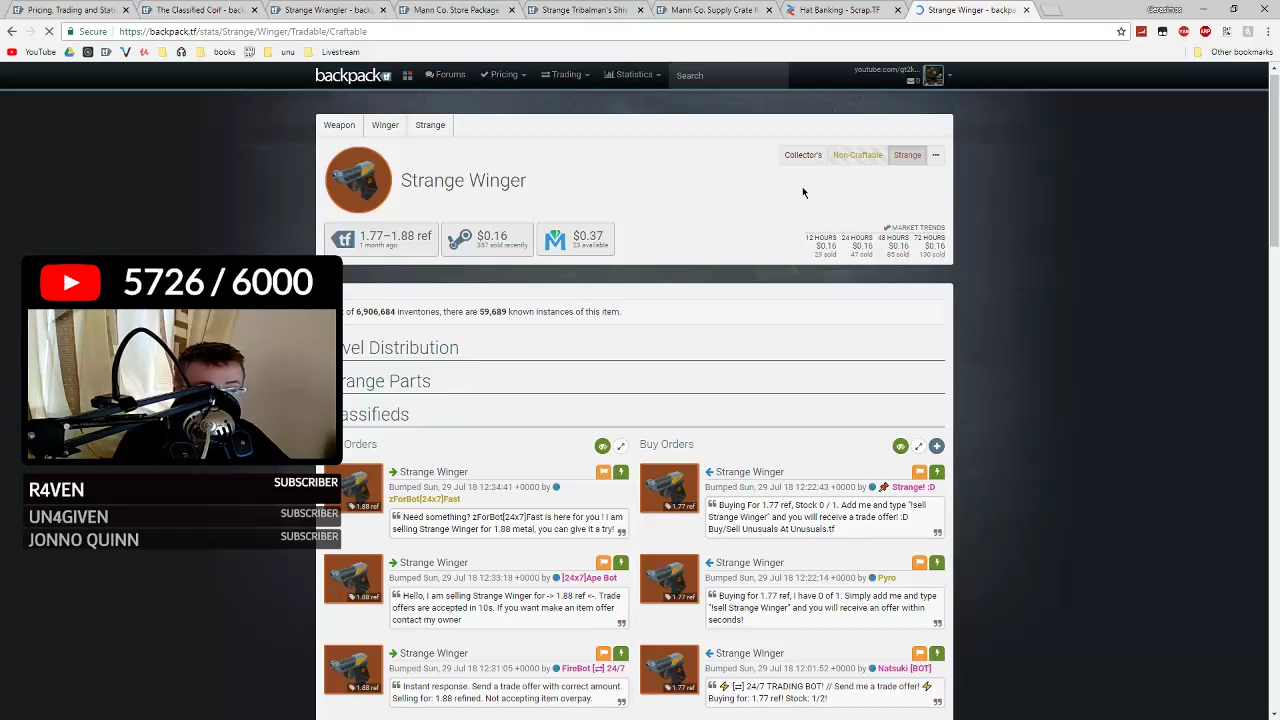 Pricing, Trading and Stati
The Classified Coif - backp
Strange Wrangler - backp
Mann Co. Store Package
Strange Tribalman's Shiv
Mann Co. Supply Crate K
Hat Banking - Scrap.TF
Strange Winger - backpa
Secure
https://backpack.tf/stats/Strange/Winger/Tradable/Craftable
YouTube
books
unu
Livestream
Other bookmarks
backpack.tf
Forums
Pricing
Trading
Statistics
Search
youtube.com/gt2k...
0
Weapon
Winger
Strange
Collector's
Non-Craftable
Strange
Strange Winger
1.77–1.88 ref
1 month ago
$0.16
357 sold recently
$0.37
23 available
MARKET TRENDS
12 HOURS 24 HOURS 48 HOURS 72 HOURS
$0.16 $0.16 $0.16 $0.16
29 sold 47 sold 85 sold 130 sold
5726 / 6000
of 6,906,684 inventories, there are 59,689 known instances of this item.
vel Distribution
range Parts
assifieds
Orders
Buy Orders
R4VEN SUBSCRIBER
UN4GIVEN SUBSCRIBER
JONNO QUINN SUBSCRIBER
Strange Winger
Bumped Sun, 29 Jul 18 12:34:41 +0000 by
zForBot[24x7]Fast
Need something? zForBot[24x7]Fast is here for you ! I am
selling Strange Winger for 1.88 metal, you can give it a try!
1.88 ref
Strange Winger
Bumped Sun, 29 Jul 18 12:22:43 +0000 by Strange! :D
Buying For 1.77 ref, Stock 0 / 1. Add me and type "!sell
Strange Winger" and you will receive a trade offer! :D
Buy/Sell Unusuals At Unusuals.tf
1.77 ref
Strange Winger
Bumped Sun, 29 Jul 18 12:33:18 +0000 by [24x7]Ape Bot
Hello, I am selling Strange Winger for -> 1.88 ref <-. Trade
offers are accepted in 10s. If you want make an item offer
contact my owner
1.88 ref
Strange Winger
Bumped Sun, 29 Jul 18 12:22:14 +0000 by Pyro
Buying for 1.77 ref, I have 0 of 1. Simply add me and type
"!sell Strange Winger" and you will receive an offer within
seconds!
1.77 ref
Strange Winger
Bumped Sun, 29 Jul 18 12:31:05 +0000 by FireBot [⇄] 24/7
Instant response. Send a trade offer with correct amount.
Selling for: 1.88 refined. Not accepting item overpay.
1.88 ref
Strange Winger
Bumped Sun, 29 Jul 18 12:01:52 +0000 by Natsuki [BOT]
⚡ [⇄] 24/7 TRADING BOT! // Send me a trade offer! ⚡
Buying for: 1.77 ref! Stock: 1/2!
1.77 ref